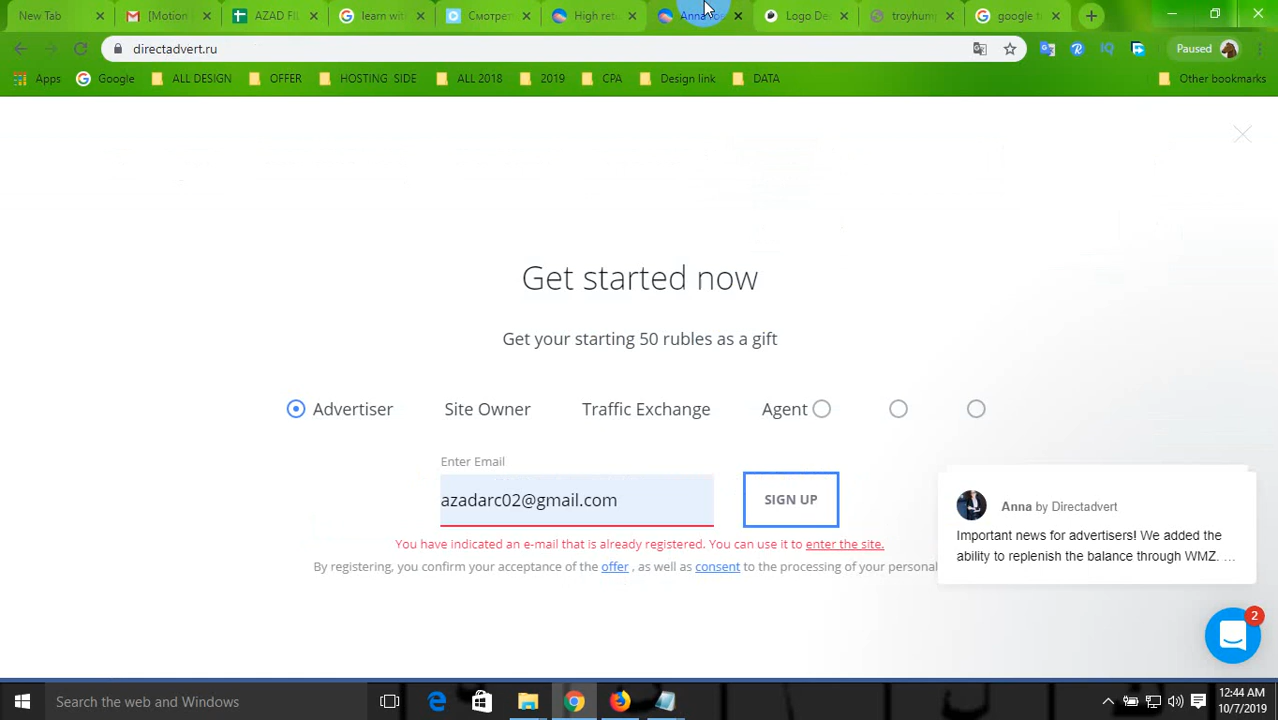 New Tab
[Motion
AZAD FI
learn wit
Смотрет
High reta
Anna
Logo De
troyhump
google t
directadvert.ru
Paused
Apps
Google
ALL DESIGN
OFFER
HOSTING SIDE
ALL 2018
2019
CPA
Design link
DATA
Other bookmarks
Get started now
Get your starting 50 rubles as a gift
Advertiser Site Owner Traffic Exchange Agent
Enter Email
azadarc02@gmail.com
SIGN UP
You have indicated an e-mail that is already registered. You can use it to enter the site.
By registering, you confirm your acceptance of the offer , as well as consent to the processing of your personal
Anna by Directadvert
Important news for advertisers! We added the
ability to replenish the balance through WMZ. ...
2
Search the web and Windows
12:44 AM
10/7/2019